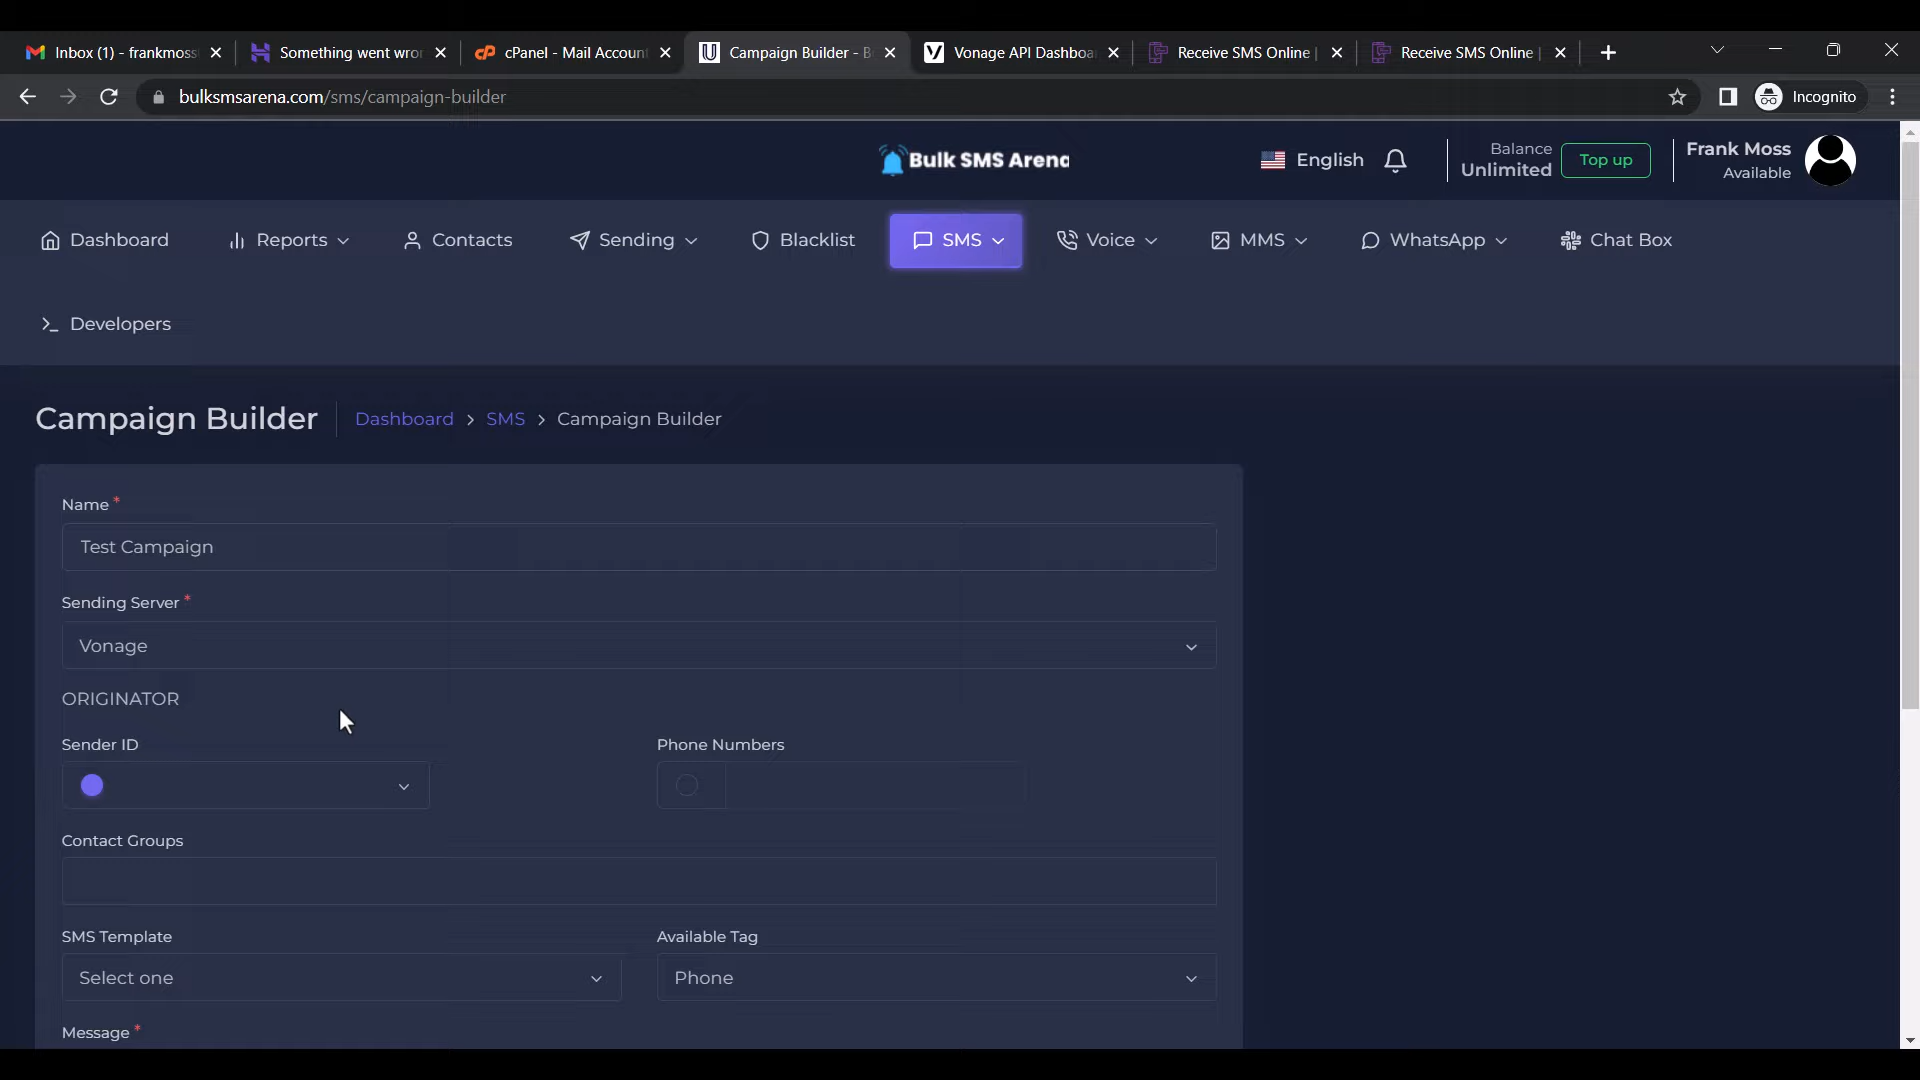 Inbox (1) - frankmoss
Something went wro
cPanel - Mail Account
Campaign Builder - B
Vonage API Dashboa
Receive SMS Online |
Receive SMS Online |
bulksmsarena.com/sms/campaign-builder
Incognito
Bulk SMS Arena
English
Balance
Unlimited
Top up
Frank Moss
Available
Dashboard
Reports
Contacts
Sending
Blacklist
SMS
Voice
MMS
WhatsApp
Chat Box
Developers
Campaign Builder
Dashboard > SMS > Campaign Builder
Name *
Test Campaign
Sending Server *
Vonage
ORIGINATOR
Sender ID
Phone Numbers
Contact Groups
SMS Template
Available Tag
Select one
Phone
Message *